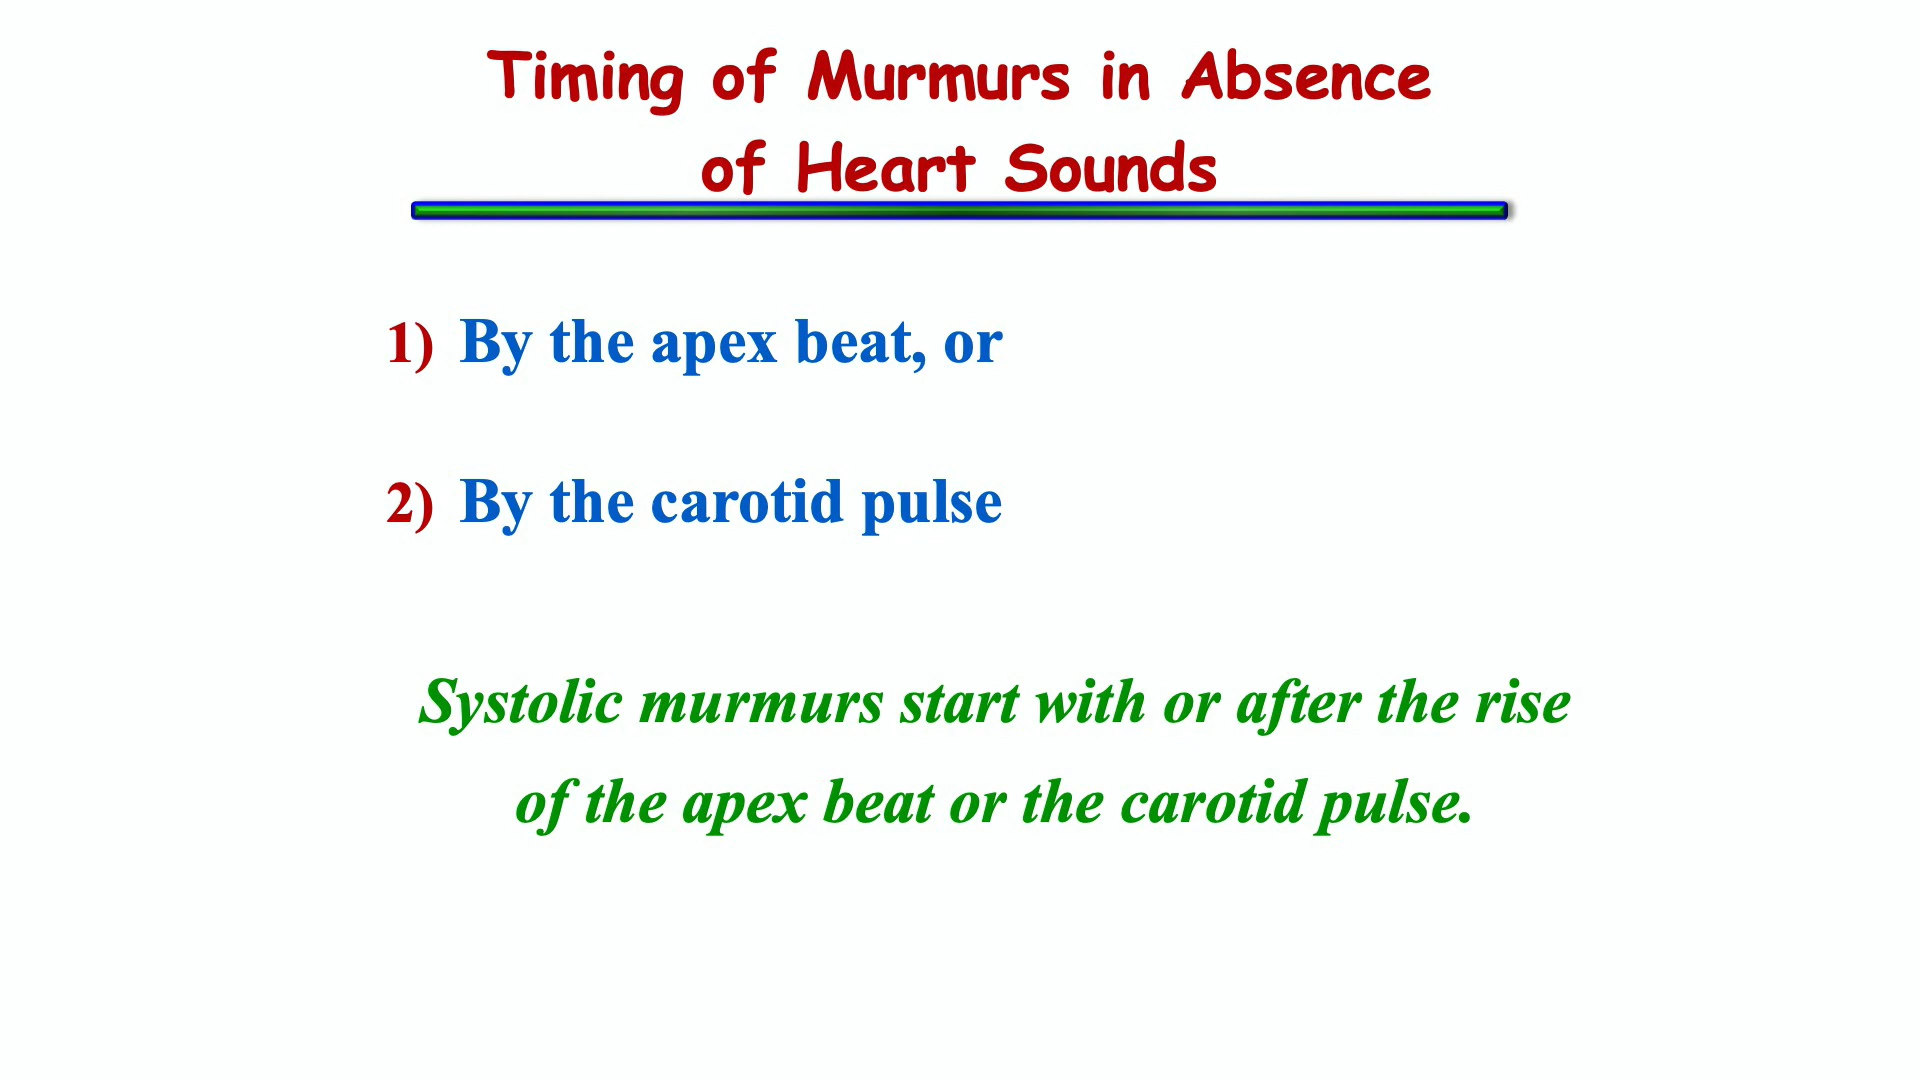 Timing of Murmurs in Absence
of Heart Sounds
1) By the apex beat, or
2) By the carotid pulse
Systolic murmurs start with or after the rise
of the apex beat or the carotid pulse.